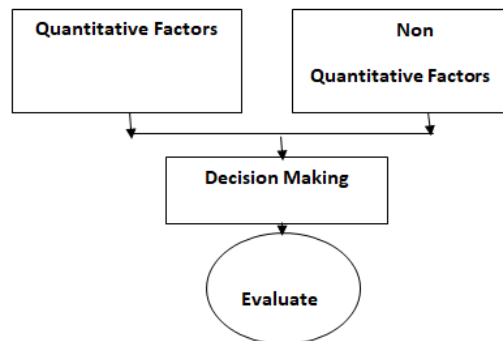 Quantitative Factors
Non
Quantitative Factors
Decision Making
Evaluate